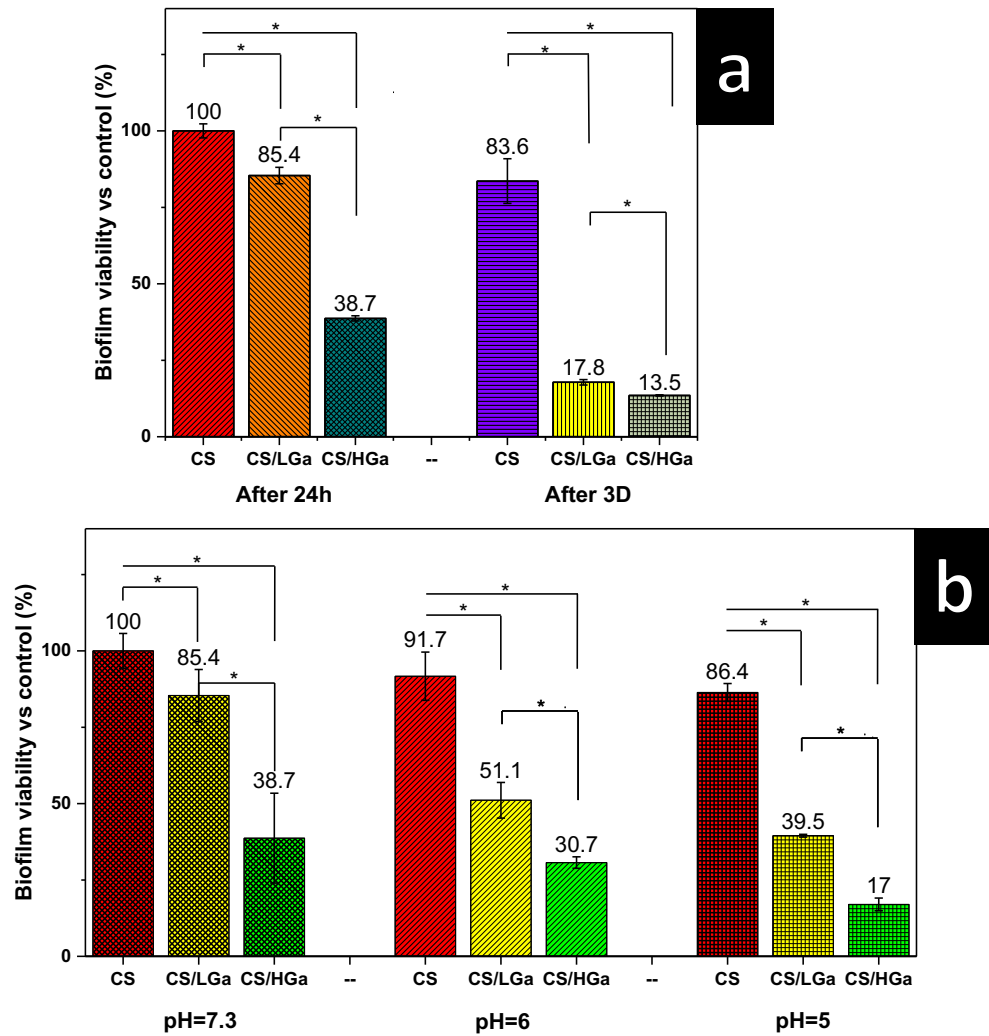 a
Biofilm viability vs control (%)
100
50
0
* * *
100 85.4 38.7
* * *
83.6 17.8 13.5
CS CS/LGa CS/HGa -- CS CS/LGa CS/HGa
After 24h After 3D
b
Biofilm viability vs control (%)
100
50
0
* * *
100 85.4 38.7
* * *
91.7 51.1 30.7
* * *
86.4 39.5 17
CS CS/LGa CS/HGa -- CS CS/LGa CS/HGa -- CS CS/LGa CS/HGa
pH=7.3 pH=6 pH=5